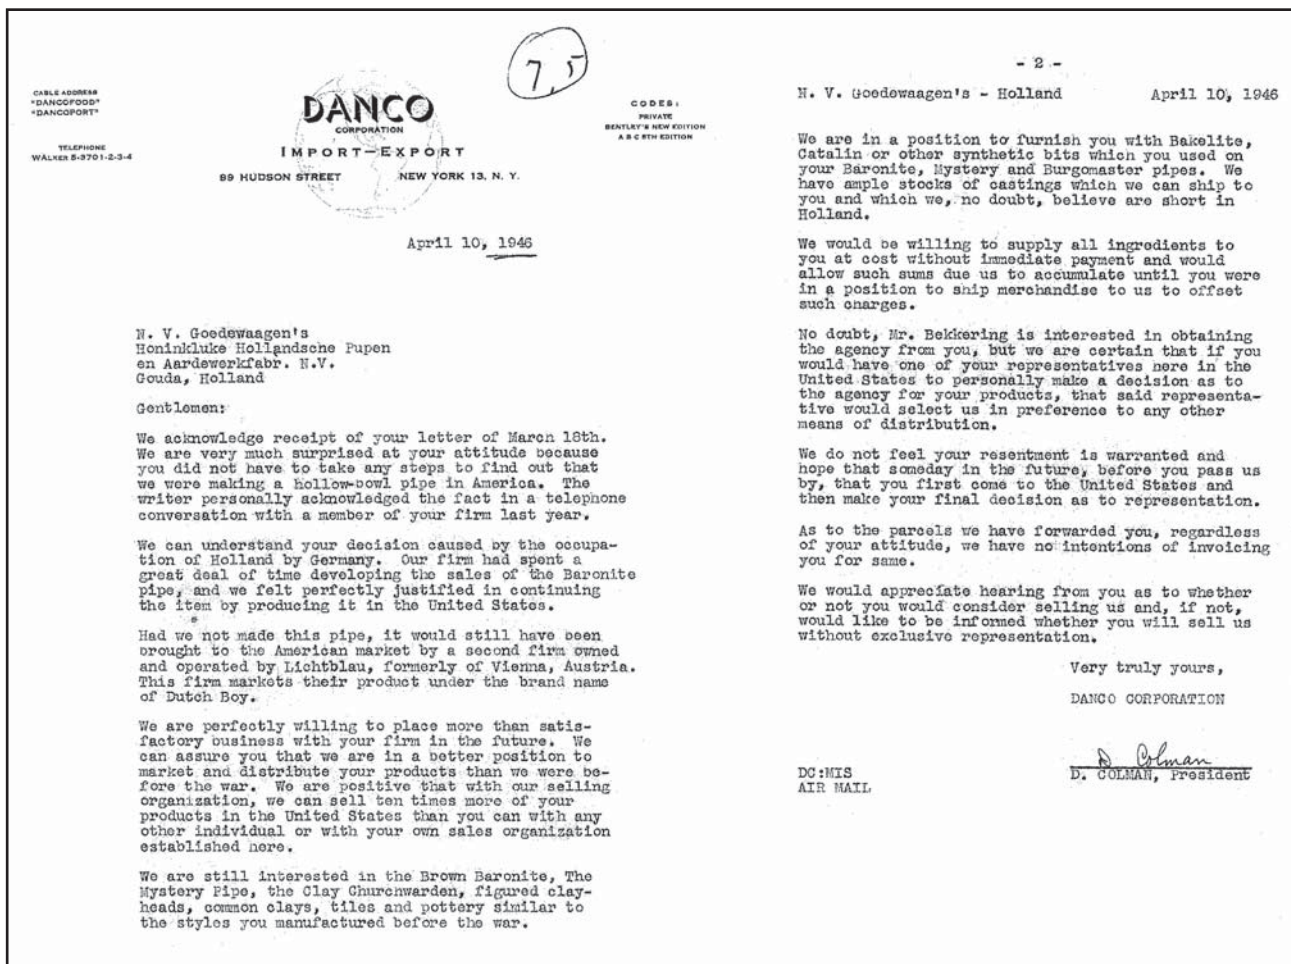 7,5
CABLE ADDRESS
"DANCOFOOD"
"DANCOPORT"
TELEPHONE
WALKER 5-3701-2-3-4
DANCO
CORPORATION
IMPORT-EXPORT
99 HUDSON STREET NEW YORK 13, N. Y.
CODES:
PRIVATE
BENTLEY'S NEW EDITION
A B C 5TH EDITION
April 10, 1946
N. V. Goedewaagen's
Honinkluke Hollandsche Pupen
en Aardewerkfabr. N.V.
Gouda, Holland
Gentlemen:
We acknowledge receipt of your letter of March 18th.
We are very much surprised at your attitude because
you did not have to take any steps to find out that
we were making a hollow-bowl pipe in America. The
writer personally acknowledged the fact in a telephone
conversation with a member of your firm last year.
We can understand your decision caused by the occupa-
tion of Holland by Germany. Our firm had spent a
great deal of time developing the sales of the Baronite
pipe, and we felt perfectly justified in continuing
the item by producing it in the United States.
Had we not made this pipe, it would still have been
brought to the American market by a second firm owned
and operated by Lichtblau, formerly of Vienna, Austria.
This firm markets their product under the brand name
of Dutch Boy.
We are perfectly willing to place more than satis-
factory business with your firm in the future. We
can assure you that we are in a better position to
market and distribute your products than we were be-
fore the war. We are positive that with our selling
organization, we can sell ten times more of your
products in the United States than you can with any
other individual or with your own sales organization
established here.
We are still interested in the Brown Baronite, The
Mystery Pipe, the Clay Churchwarden, figured clay-
heads, common clays, tiles and pottery similar to
the styles you manufactured before the war.
- 2 -
N. V. Goedewaagen's - Holland April 10, 1946
We are in a position to furnish you with Bakelite,
Catalin or other synthetic bits which you used on
your Baronite, Mystery and Burgomaster pipes. We
have ample stocks of castings which we can ship to
you and which we, no doubt, believe are short in
Holland.
We would be willing to supply all ingredients to
you at cost without immediate payment and would
allow such sums due us to accumulate until you were
in a position to ship merchandise to us to offset
such charges.
No doubt, Mr. Bekkering is interested in obtaining
the agency from you, but we are certain that if you
would have one of your representatives here in the
United States to personally make a decision as to
the agency for your products, that said representa-
tive would select us in preference to any other
means of distribution.
We do not feel your resentment is warranted and
hope that someday in the future, before you pass us
by, that you first come to the United States and
then make your final decision as to representation.
As to the parcels we have forwarded you, regardless
of your attitude, we have no intentions of invoicing
you for same.
We would appreciate hearing from you as to whether
or not you would consider selling us and, if not,
would like to be informed whether you will sell us
without exclusive representation.
Very truly yours,
DANCO CORPORATION
D Colman
D. COLMAN, President
DC:MIS
AIR MAIL